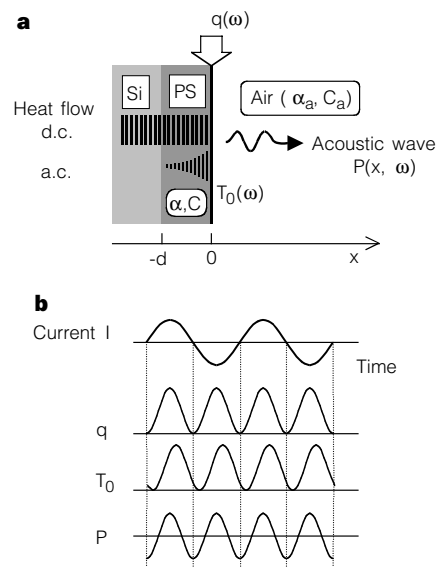 a
q(ω)
Si
PS
Air ( αₐ, Cₐ)
Heat flow
d.c.
Acoustic wave
P(x, ω)
a.c.
T₀(ω)
α,C
-d
0
x
b
Current I
Time
q
T₀
P